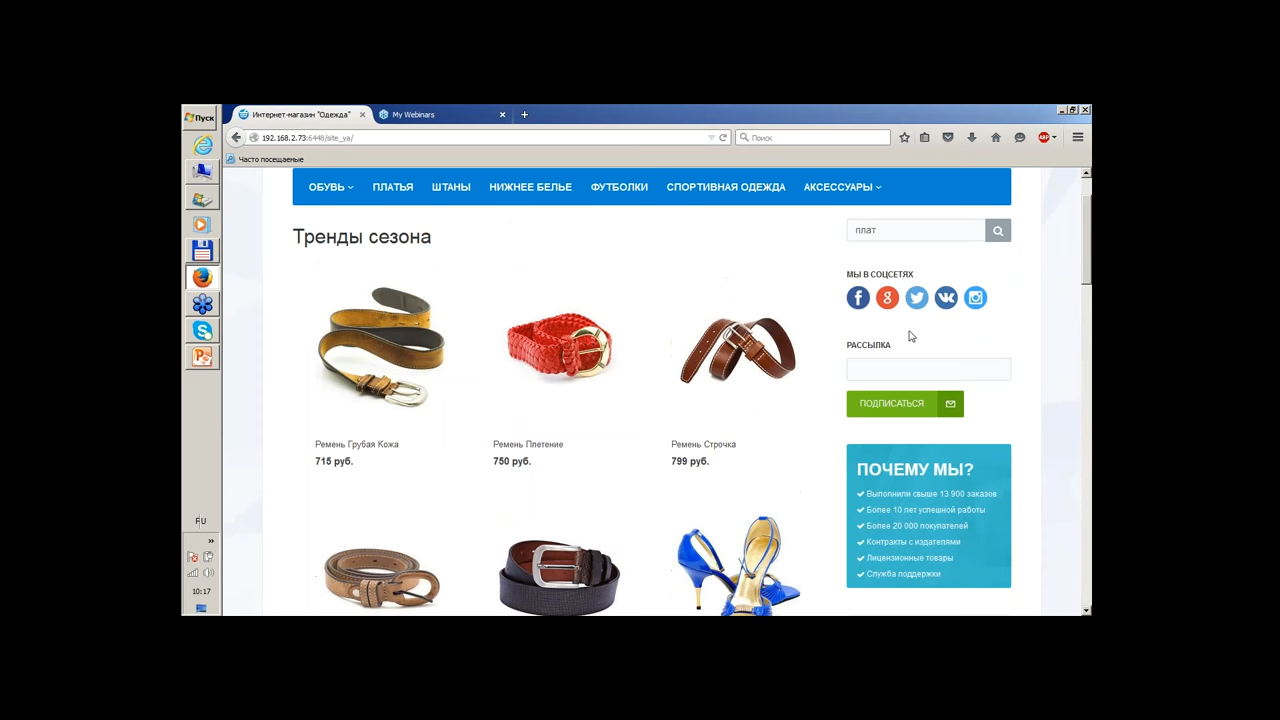 Пуск
Интернет-магазин "Одежда"
My Webinars
192.168.2.73:6448/site_ya/
Поиск
ABP
Часто посещаемые
ОБУВЬ ПЛАТЬЯ ШТАНЫ НИЖНЕЕ БЕЛЬЕ ФУТБОЛКИ СПОРТИВНАЯ ОДЕЖДА АКСЕССУАРЫ
Тренды сезона
плат
МЫ В СОЦСЕТЯХ
РАССЫЛКА
ПОДПИСАТЬСЯ
Ремень Грубая Кожа
715 руб.
Ремень Плетение
750 руб.
Ремень Строчка
799 руб.
ПОЧЕМУ МЫ?
Выполнили свыше 13 900 заказов
Более 10 лет успешной работы
Более 20 000 покупателей
Контракты с издателями
Лицензионные товары
Служба поддержки
10:17